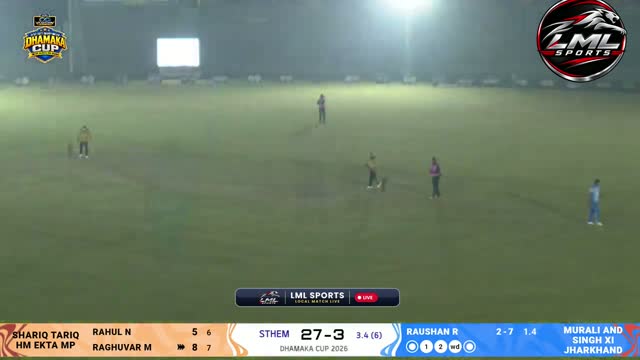 DHAMAKA
CUP
LML
SPORTS
LML SPORTS
LOCAL MATCH LIVE
LIVE
SHARIQ TARIQ
HM EKTA MP
RAHUL N 5 6
RAGHUVAR M 8 7
STHEM 27-3 3.4 (6)
DHAMAKA CUP 2026
RAUSHAN R 2-7 1.4
1 2 wd
MURALI AND
SINGH XI
JHARKHAND